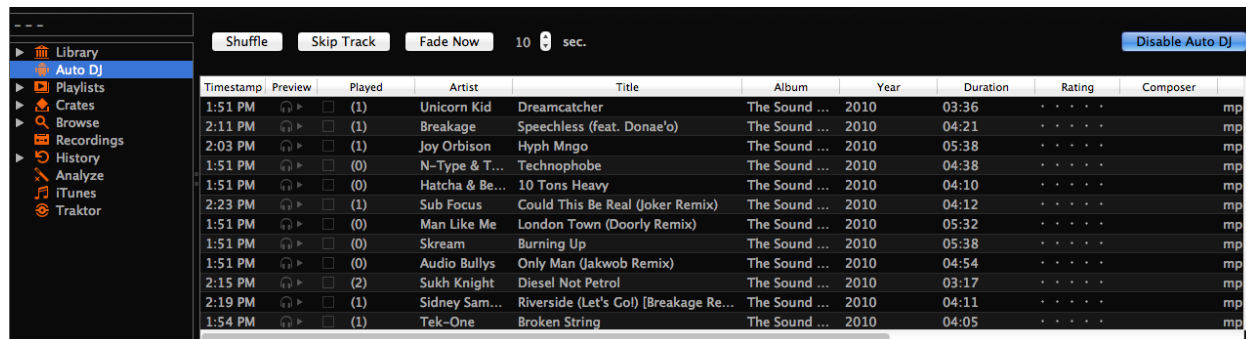 - - -
Shuffle Skip Track Fade Now 10 sec. Disable Auto DJ
Library
Auto DJ
Playlists
Crates
Browse
Recordings
History
Analyze
iTunes
Traktor
Timestamp Preview Played Artist Title Album Year Duration Rating Composer
1:51 PM (1) Unicorn Kid Dreamcatcher The Sound ... 2010 03:36 mp
2:11 PM (1) Breakage Speechless (feat. Donae'o) The Sound ... 2010 04:21 mp
2:03 PM (1) Joy Orbison Hyph Mngo The Sound ... 2010 05:38 mp
1:51 PM (0) N-Type & T... Technophobe The Sound ... 2010 04:38 mp
1:51 PM (0) Hatcha & Be... 10 Tons Heavy The Sound ... 2010 04:10 mp
2:23 PM (1) Sub Focus Could This Be Real (Joker Remix) The Sound ... 2010 04:12 mp
1:51 PM (0) Man Like Me London Town (Doorly Remix) The Sound ... 2010 05:32 mp
1:51 PM (0) Skream Burning Up The Sound ... 2010 05:38 mp
1:51 PM (0) Audio Bullys Only Man (Jakwob Remix) The Sound ... 2010 04:54 mp
2:15 PM (2) Sukh Knight Diesel Not Petrol The Sound ... 2010 03:17 mp
2:19 PM (1) Sidney Sam... Riverside (Let's Go!) [Breakage Re... The Sound ... 2010 04:11 mp
1:54 PM (1) Tek-One Broken String The Sound ... 2010 04:05 mp